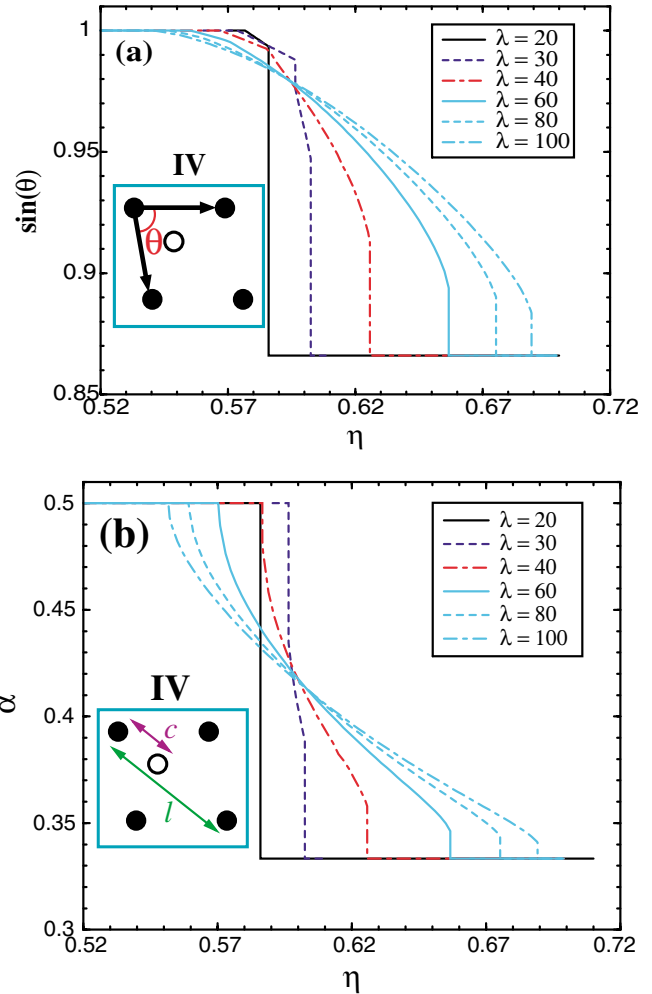 (a)
λ = 20
λ = 30
λ = 40
λ = 60
λ = 80
λ = 100
1
0.95
0.9
0.85
sin(θ)
IV
θ
0.52 0.57 0.62 0.67 0.72
η
(b)
λ = 20
λ = 30
λ = 40
λ = 60
λ = 80
λ = 100
0.5
0.45
0.4
0.35
0.3
α
IV
c
l
0.52 0.57 0.62 0.67 0.72
η